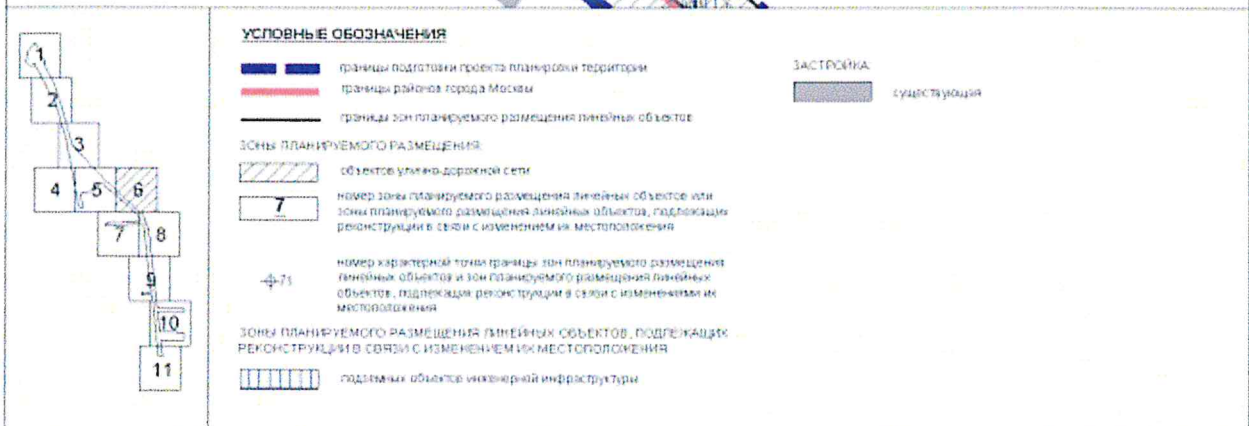 1
2
3
4 5 6
7 8
9
10
11
УСЛОВНЫЕ ОБОЗНАЧЕНИЯ
границы подготовки проекта планировки территории
границы районов города Москвы
границы зон планируемого размещения линейных объектов
ЗОНЫ ПЛАНИРУЕМОГО РАЗМЕЩЕНИЯ:
объектов улично-дорожной сети
7
номер зоны планируемого размещения линейных объектов или
зоны планируемого размещения линейных объектов, подлежащих
реконструкции в связи с изменением их местоположения
71
номер характерной точки границы зон планируемого размещения
линейных объектов и зон планируемого размещения линейных
объектов, подлежащих реконструкции в связи с изменениями их
местоположения
ЗОНЫ ПЛАНИРУЕМОГО РАЗМЕЩЕНИЯ ЛИНЕЙНЫХ ОБЪЕКТОВ, ПОДЛЕЖАЩИХ
РЕКОНСТРУКЦИИ В СВЯЗИ С ИЗМЕНЕНИЕМ ИХ МЕСТОПОЛОЖЕНИЯ
подземных объектов инженерной инфраструктуры
ЗАСТРОЙКА:
существующая